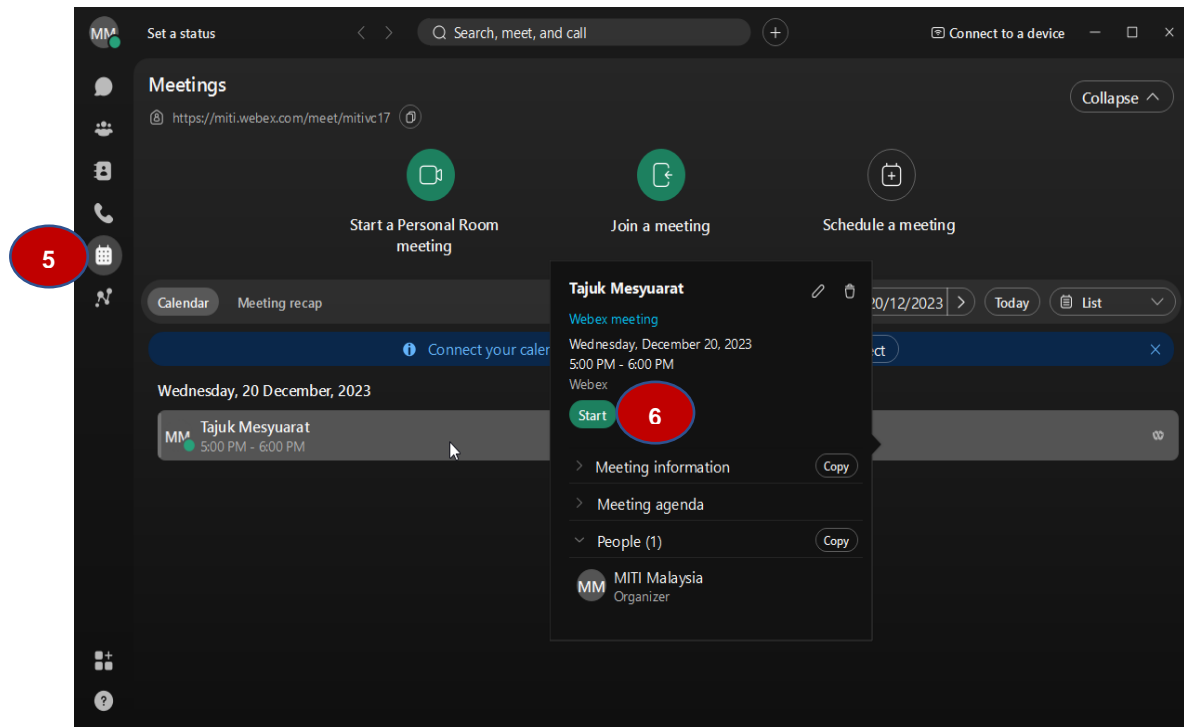 MM
Set a status
Search, meet, and call
Connect to a device
Meetings
Collapse
https://miti.webex.com/meet/mitivc17
Start a Personal Room
meeting
Join a meeting
Schedule a meeting
5
Calendar
Meeting recap
20/12/2023
Today
List
Connect your caler
ect
Wednesday, 20 December, 2023
MM
Tajuk Mesyuarat
5:00 PM - 6:00 PM
Tajuk Mesyuarat
Webex meeting
Wednesday, December 20, 2023
5:00 PM - 6:00 PM
Webex
Start
6
Meeting information
Copy
Meeting agenda
People (1)
Copy
MM
MITI Malaysia
Organizer